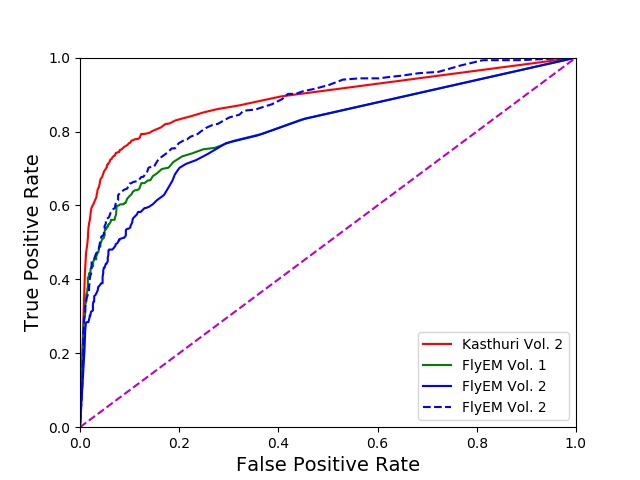 1.0
0.8
0.6
0.4
0.2
0.0
True Positive Rate
0.0 0.2 0.4 0.6 0.8 1.0
False Positive Rate
Kasthuri Vol. 2
FlyEM Vol. 1
FlyEM Vol. 2
FlyEM Vol. 2